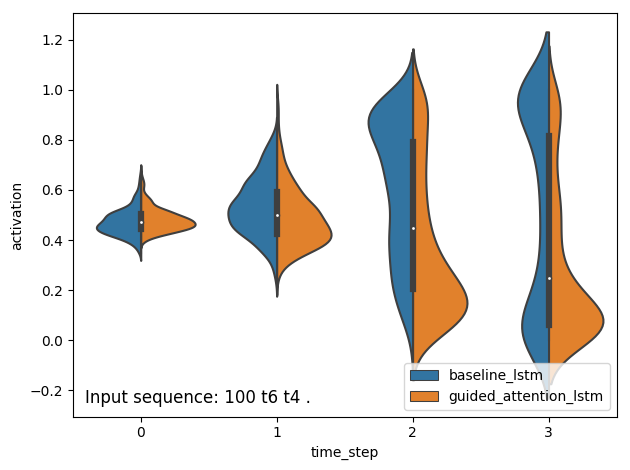 1.2
1.0
0.8
0.6
0.4
0.2
0.0
−0.2
activation
Input sequence: 100 t6 t4 .
baseline_lstm
guided_attention_lstm
0 1 2 3
time_step